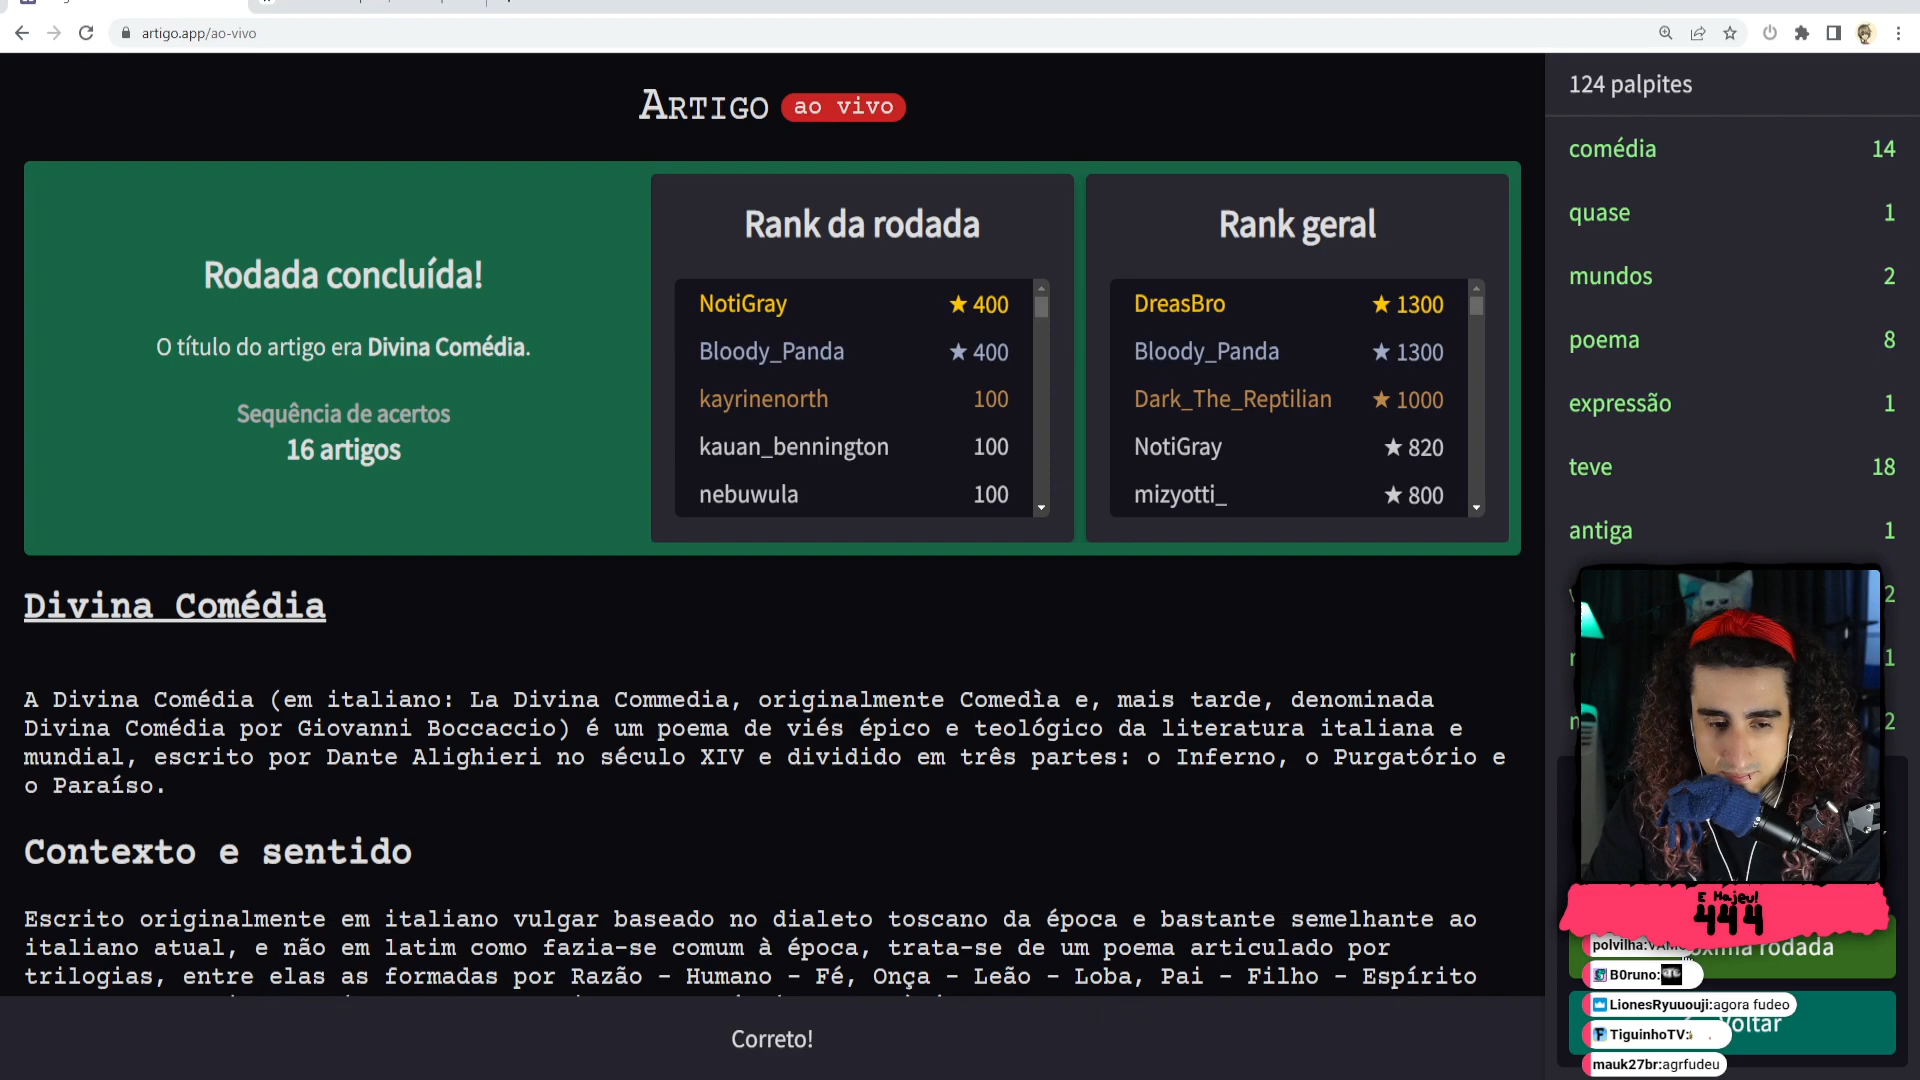 artigo.app/ao-vivo
Artigo ao vivo
Rodada concluída!
O título do artigo era Divina Comédia.
Sequência de acertos
16 artigos
Rank da rodada
NotiGray ★ 400
Bloody_Panda ★ 400
kayrinenorth 100
kauan_bennington 100
nebuwula 100
Rank geral
DreasBro ★ 1300
Bloody_Panda ★ 1300
Dark_The_Reptilian ★ 1000
NotiGray ★ 820
mizyotti_ ★ 800
Divina Comédia
A Divina Comédia (em italiano: La Divina Commedia, originalmente Comedìa e, mais tarde, denominada
Divina Comédia por Giovanni Boccaccio) é um poema de viés épico e teológico da literatura italiana e
mundial, escrito por Dante Alighieri no século XIV e dividido em três partes: o Inferno, o Purgatório e
o Paraíso.
Contexto e sentido
Escrito originalmente em italiano vulgar baseado no dialeto toscano da época e bastante semelhante ao
italiano atual, e não em latim como fazia-se comum à época, trata-se de um poema articulado por
trilogias, entre elas as formadas por Razão - Humano - Fé, Onça - Leão - Loba, Pai - Filho - Espírito
Correto!
124 palpites
comédia 14
quase 1
mundos 2
poema 8
expressão 1
teve 18
antiga 1
2
1
2
E Hajeu!
444
rodada
Voltar
polvilha:
B0runo:
LionesRyuuouji:agora fudeo
TiguinhoTV:
mauk27br:agrfudeu